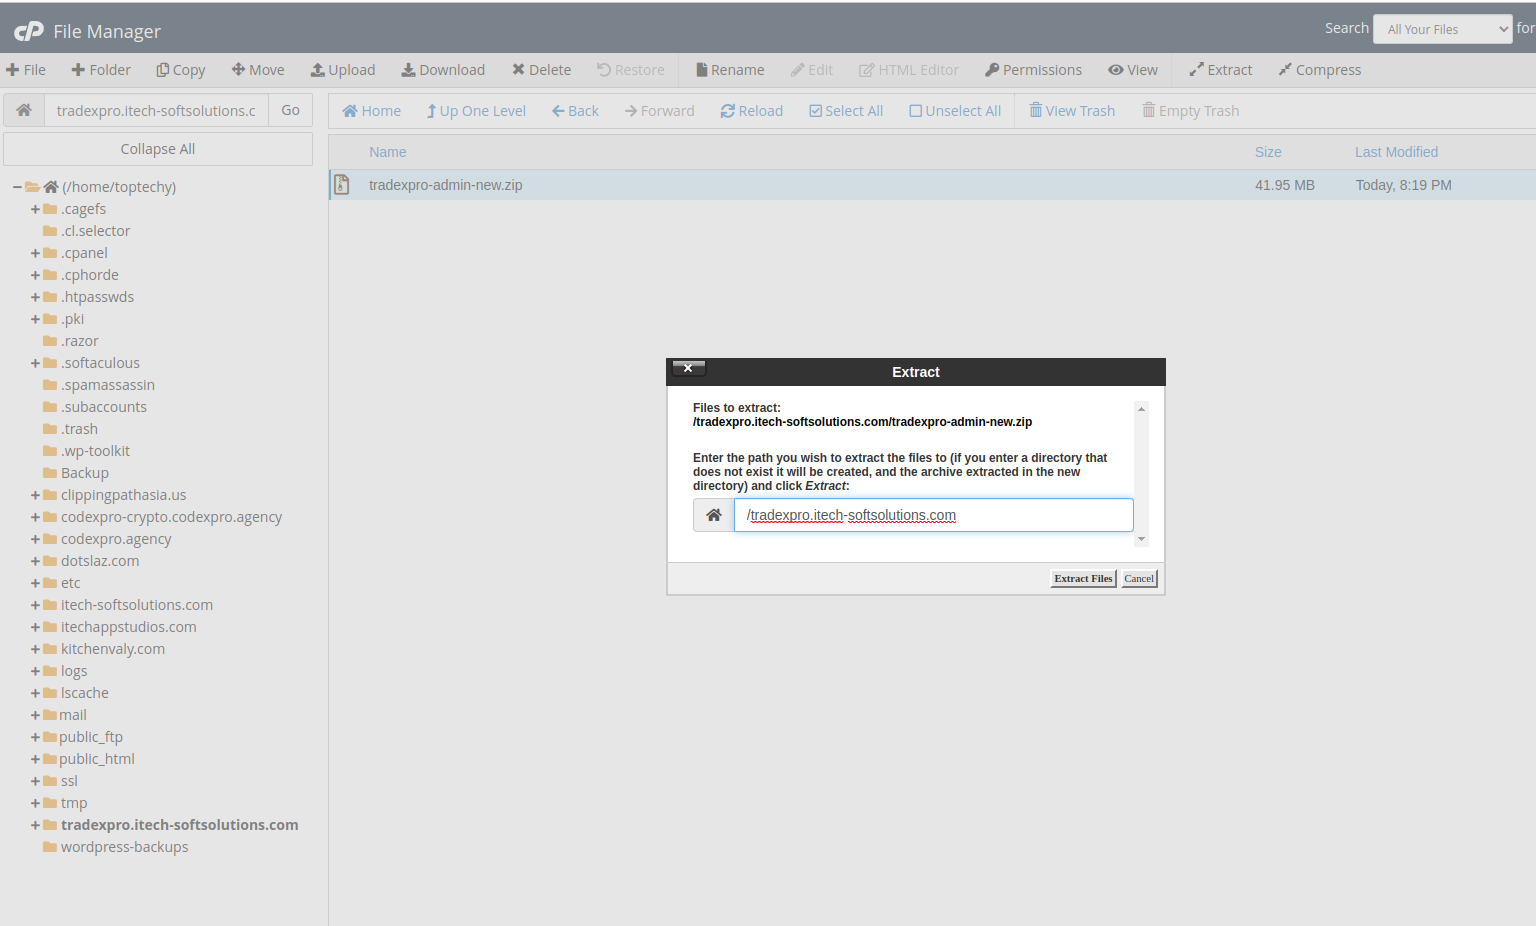 cP File Manager
Search All Your Files for
File Folder Copy Move Upload Download Delete Restore Rename Edit HTML Editor Permissions View Extract Compress
tradexpro.itech-softsolutions.c Go
Home Up One Level Back Forward Reload Select All Unselect All View Trash Empty Trash
Collapse All
(/home/toptechy)
.cagefs
.cl.selector
.cpanel
.cphorde
.htpasswds
.pki
.razor
.softaculous
.spamassassin
.subaccounts
.trash
.wp-toolkit
Backup
clippingpathasia.us
codexpro-crypto.codexpro.agency
codexpro.agency
dotslaz.com
etc
itech-softsolutions.com
itechappstudios.com
kitchenvaly.com
logs
lscache
mail
public_ftp
public_html
ssl
tmp
tradexpro.itech-softsolutions.com
wordpress-backups
Name Size Last Modified
tradexpro-admin-new.zip 41.95 MB Today, 8:19 PM
Extract
Files to extract:
/tradexpro.itech-softsolutions.com/tradexpro-admin-new.zip
Enter the path you wish to extract the files to (if you enter a directory that
does not exist it will be created, and the archive extracted in the new
directory) and click Extract:
/tradexpro.itech-softsolutions.com
Extract Files Cancel